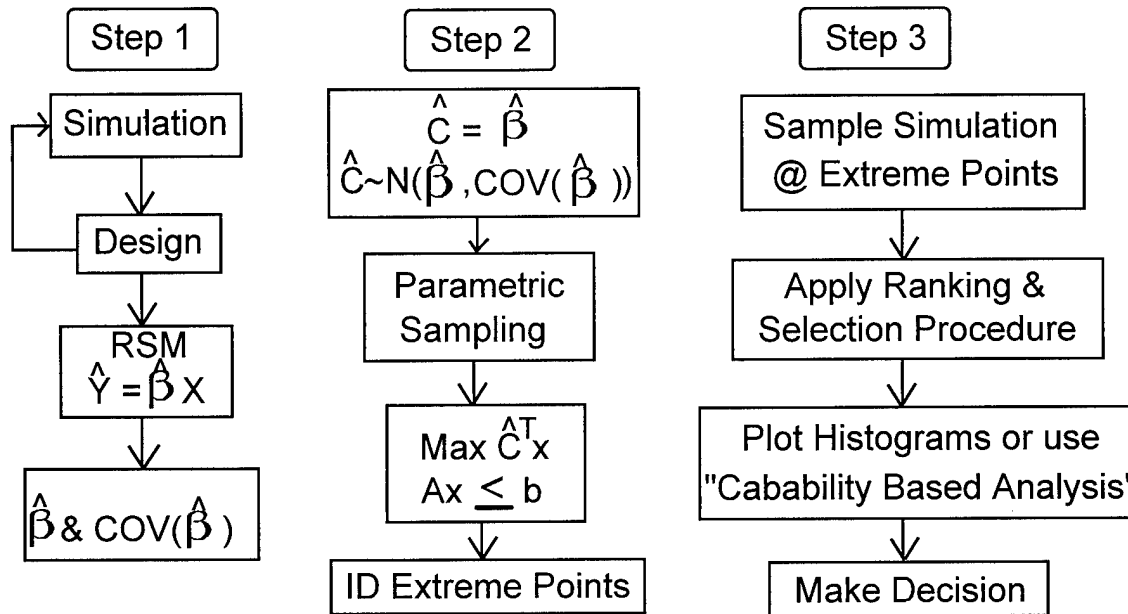 Step 1
Simulation
Design
RSM
Ŷ = β̂ X
β̂ & COV(β̂ )
Step 2
Ĉ = β̂
Ĉ~N(β̂ ,COV(β̂ ))
Parametric
Sampling
Max Ĉᵀx
Ax ≤ b
ID Extreme Points
Step 3
Sample Simulation
@ Extreme Points
Apply Ranking &
Selection Procedure
Plot Histograms or use
"Cabability Based Analysis"
Make Decision